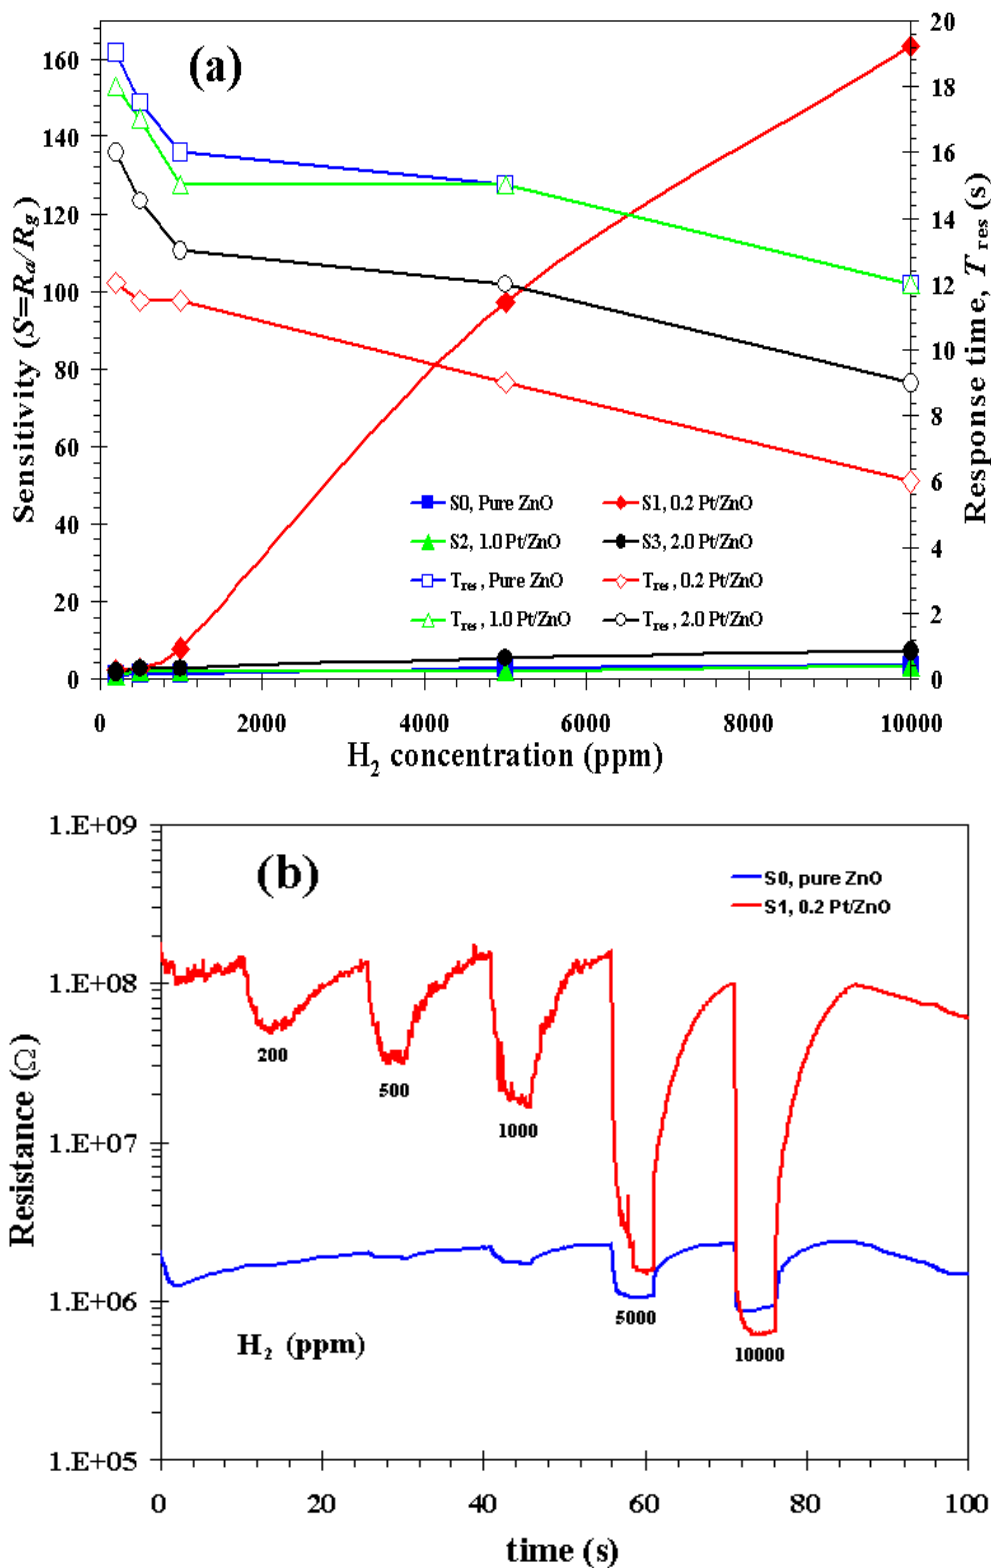 (a)
Sensitivity (S=Ra/Rg)
160
140
120
100
80
60
40
20
0
20
18
16
14
12
10
8
6
4
2
0
Response time, T res (s)
S0, Pure ZnO
S1, 0.2 Pt/ZnO
S2, 1.0 Pt/ZnO
S3, 2.0 Pt/ZnO
Tres, Pure ZnO
Tres, 0.2 Pt/ZnO
Tres, 1.0 Pt/ZnO
Tres, 2.0 Pt/ZnO
0 2000 4000 6000 8000 10000
H2 concentration (ppm)
(b)
Resistance (Ω)
1.E+09
1.E+08
1.E+07
1.E+06
1.E+05
S0, pure ZnO
S1, 0.2 Pt/ZnO
200
500
1000
5000
10000
H2 (ppm)
0 20 40 60 80 100
time (s)